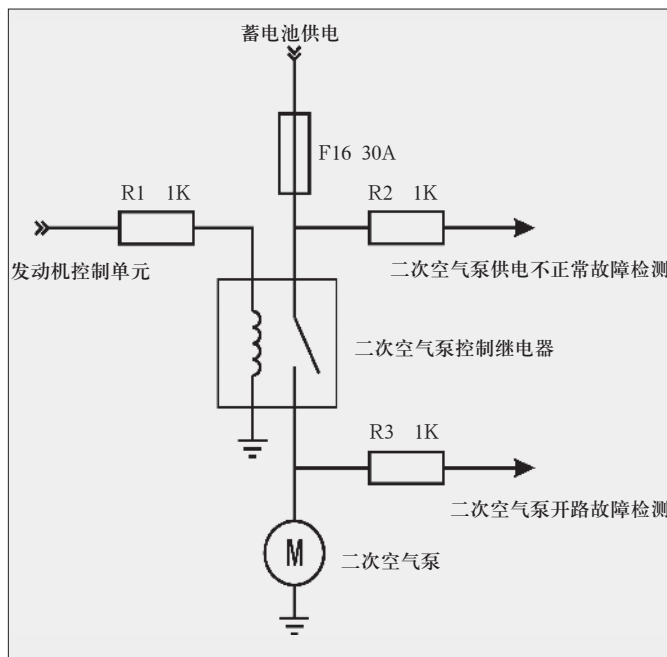 蓄电池供电
F16 30A
R1 1K
R2 1K
发动机控制单元
二次空气泵供电不正常故障检测
二次空气泵控制继电器
R3 1K
二次空气泵开路故障检测
M
二次空气泵